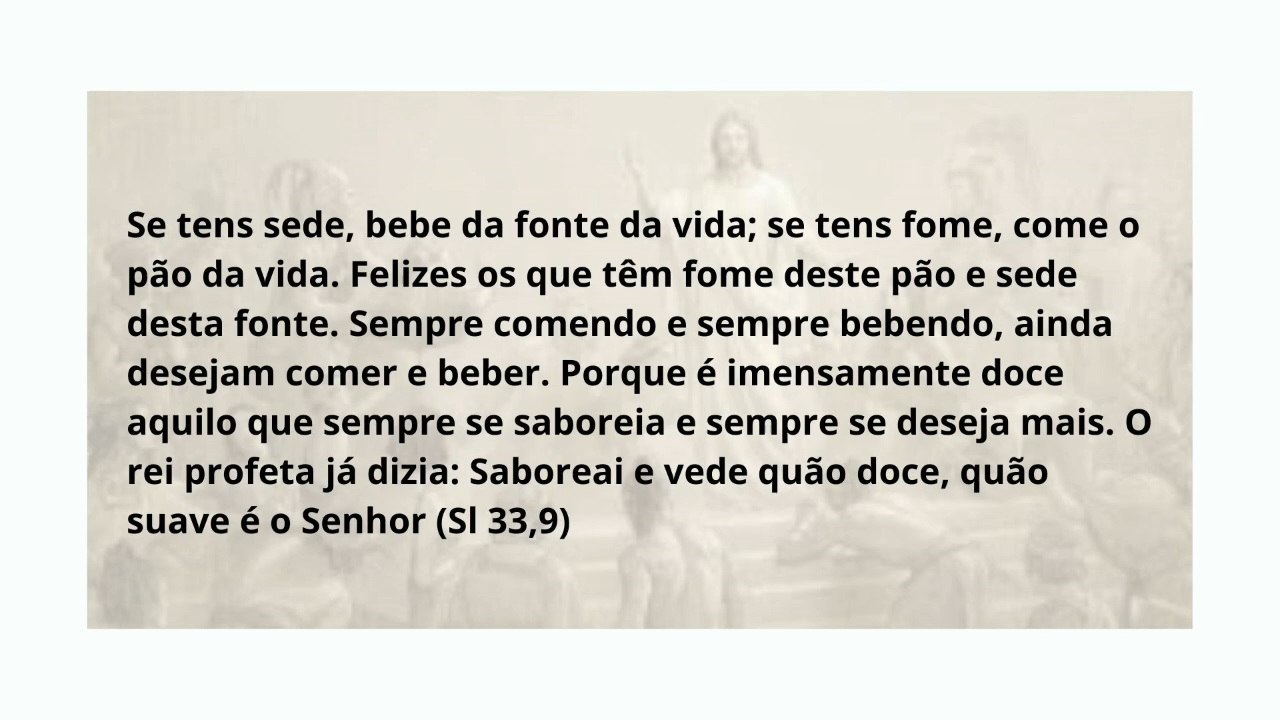 Se tens sede, bebe da fonte da vida; se tens fome, come o
pão da vida. Felizes os que têm fome deste pão e sede
desta fonte. Sempre comendo e sempre bebendo, ainda
desejam comer e beber. Porque é imensamente doce
aquilo que sempre se saboreia e sempre se deseja mais. O
rei profeta já dizia: Saboreai e vede quão doce, quão
suave é o Senhor (Sl 33,9)